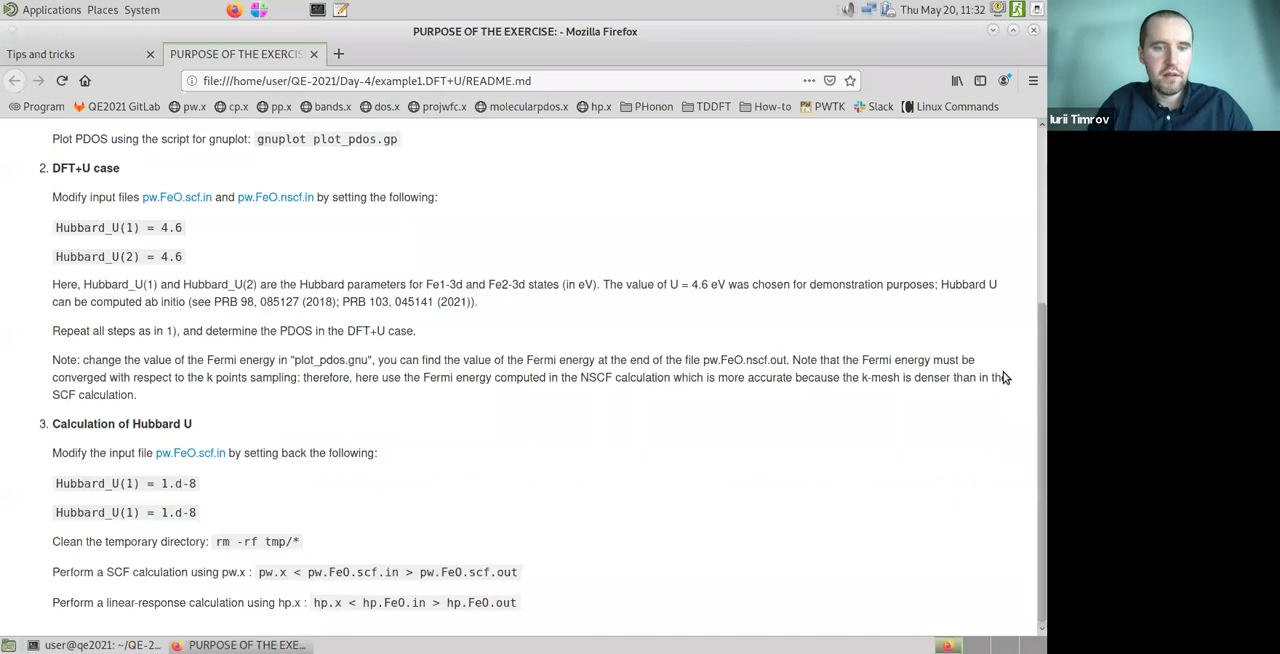 Applications Places System
Thu May 20, 11:32
PURPOSE OF THE EXERCISE: - Mozilla Firefox
Tips and tricks
PURPOSE OF THE EXERCIS
file:///home/user/QE-2021/Day-4/example1.DFT+U/README.md
Program QE2021 GitLab pw.x cp.x pp.x bands.x dos.x projwfc.x molecularpdos.x hp.x PHonon TDDFT How-to PWTK Slack Linux Commands
Iurii Timrov
Plot PDOS using the script for gnuplot: gnuplot plot_pdos.gp
2. DFT+U case
Modify input files pw.FeO.scf.in and pw.FeO.nscf.in by setting the following:
Hubbard_U(1) = 4.6
Hubbard_U(2) = 4.6
Here, Hubbard_U(1) and Hubbard_U(2) are the Hubbard parameters for Fe1-3d and Fe2-3d states (in eV). The value of U = 4.6 eV was chosen for demonstration purposes; Hubbard U
can be computed ab initio (see PRB 98, 085127 (2018); PRB 103, 045141 (2021)).
Repeat all steps as in 1), and determine the PDOS in the DFT+U case.
Note: change the value of the Fermi energy in "plot_pdos.gnu", you can find the value of the Fermi energy at the end of the file pw.FeO.nscf.out. Note that the Fermi energy must be
converged with respect to the k points sampling: therefore, here use the Fermi energy computed in the NSCF calculation which is more accurate because the k-mesh is denser than in the
SCF calculation.
3. Calculation of Hubbard U
Modify the input file pw.FeO.scf.in by setting back the following:
Hubbard_U(1) = 1.d-8
Hubbard_U(1) = 1.d-8
Clean the temporary directory: rm -rf tmp/*
Perform a SCF calculation using pw.x : pw.x < pw.FeO.scf.in > pw.FeO.scf.out
Perform a linear-response calculation using hp.x : hp.x < hp.FeO.in > hp.FeO.out
user@qe2021: ~/QE-2... PURPOSE OF THE EXE...